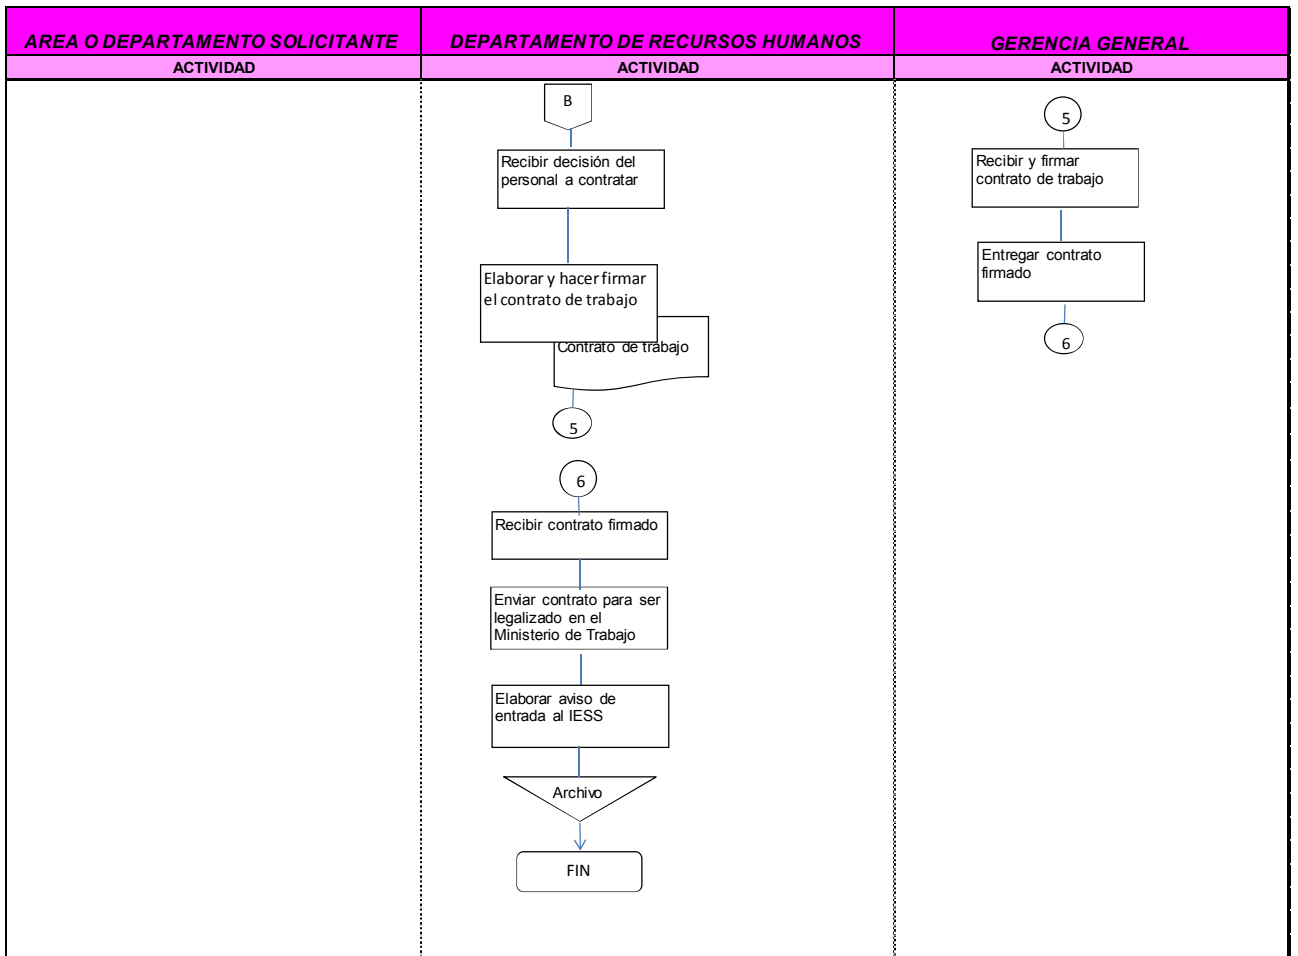 AREA O DEPARTAMENTO SOLICITANTE
DEPARTAMENTO DE RECURSOS HUMANOS
GERENCIA GENERAL
ACTIVIDAD
ACTIVIDAD
ACTIVIDAD
B
Recibir decisión del
personal a contratar
Elaborar y hacer firmar
el contrato de trabajo
Contrato de trabajo
5
6
Recibir contrato firmado
Enviar contrato para ser
legalizado en el
Ministerio de Trabajo
Elaborar aviso de
entrada al IESS
Archivo
FIN
5
Recibir y firmar
contrato de trabajo
Entregar contrato
firmado
6